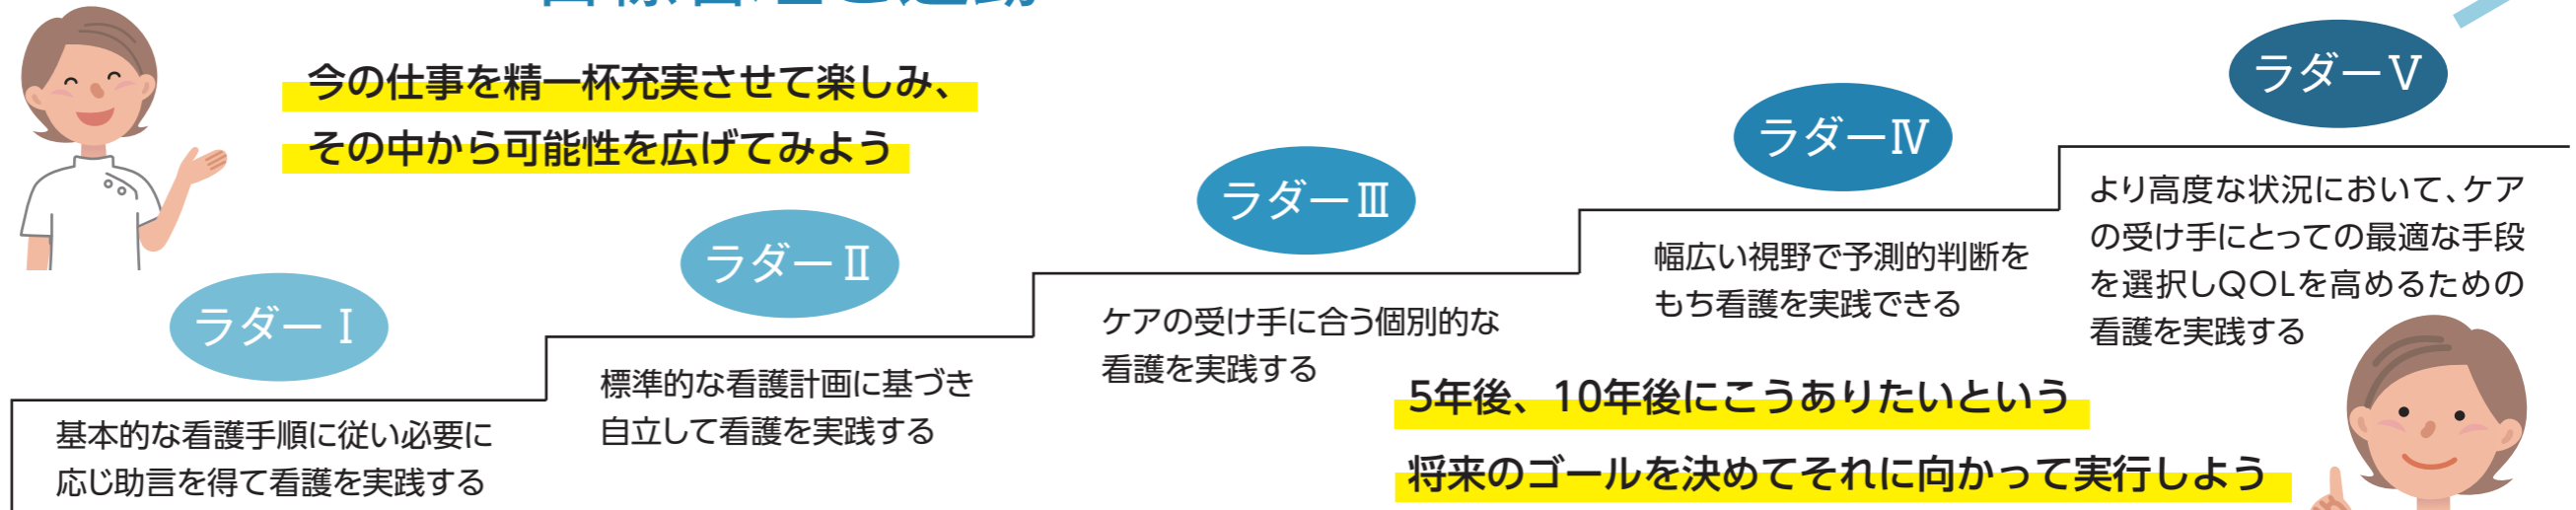 今の仕事を精一杯充実させて楽しみ、
その中から可能性を広げてみよう
ラダーⅠ
基本的な看護手順に従い必要に
応じ助言を得て看護を実践する
ラダーⅡ
標準的な看護計画に基づき
自立して看護を実践する
ラダーⅢ
ケアの受け手に合う個別的な
看護を実践する
ラダーⅣ
幅広い視野で予測的判断を
もち看護を実践できる
ラダーⅤ
より高度な状況において、ケア
の受け手にとっての最適な手段
を選択しQOLを高めるための
看護を実践する
5年後、10年後にこうありたいという
将来のゴールを決めてそれに向かって実行しよう